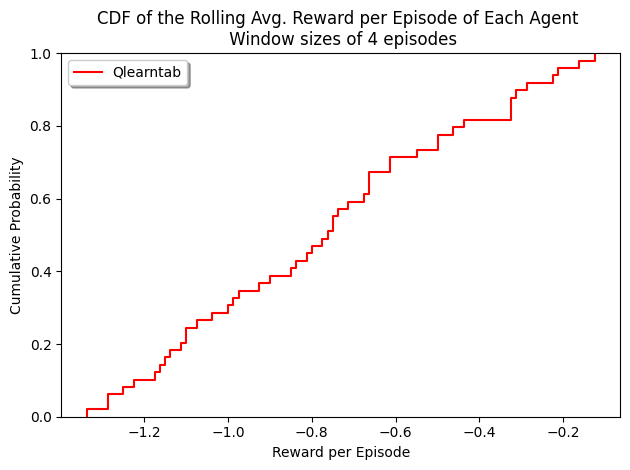 CDF of the Rolling Avg. Reward per Episode of Each Agent
Window sizes of 4 episodes
Qlearntab
Cumulative Probability
1.0
0.8
0.6
0.4
0.2
0.0
−1.2 −1.0 −0.8 −0.6 −0.4 −0.2
Reward per Episode